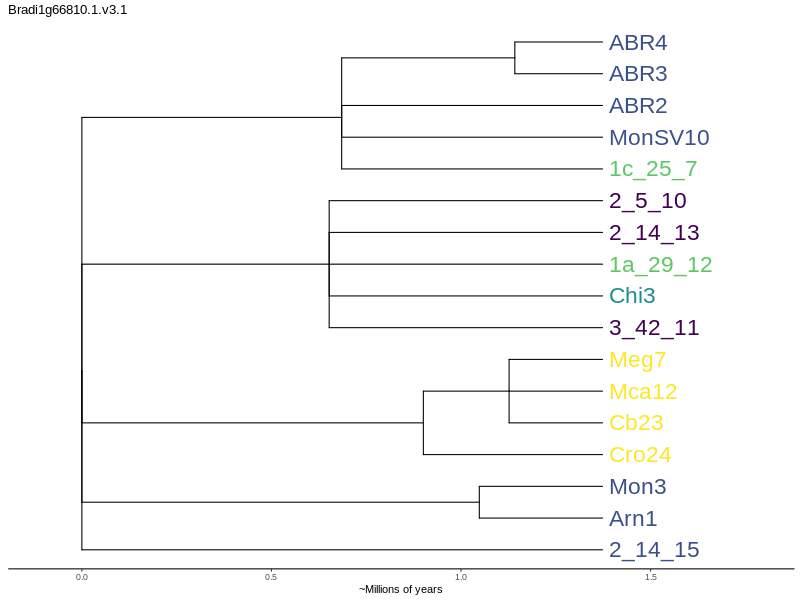 Bradi1g66810.1.v3.1
ABR4
ABR3
ABR2
MonSV10
1c_25_7
2_5_10
2_14_13
1a_29_12
Chi3
3_42_11
Meg7
Mca12
Cb23
Cro24
Mon3
Arn1
2_14_15
0.0 0.5 1.0 1.5
~Millions of years